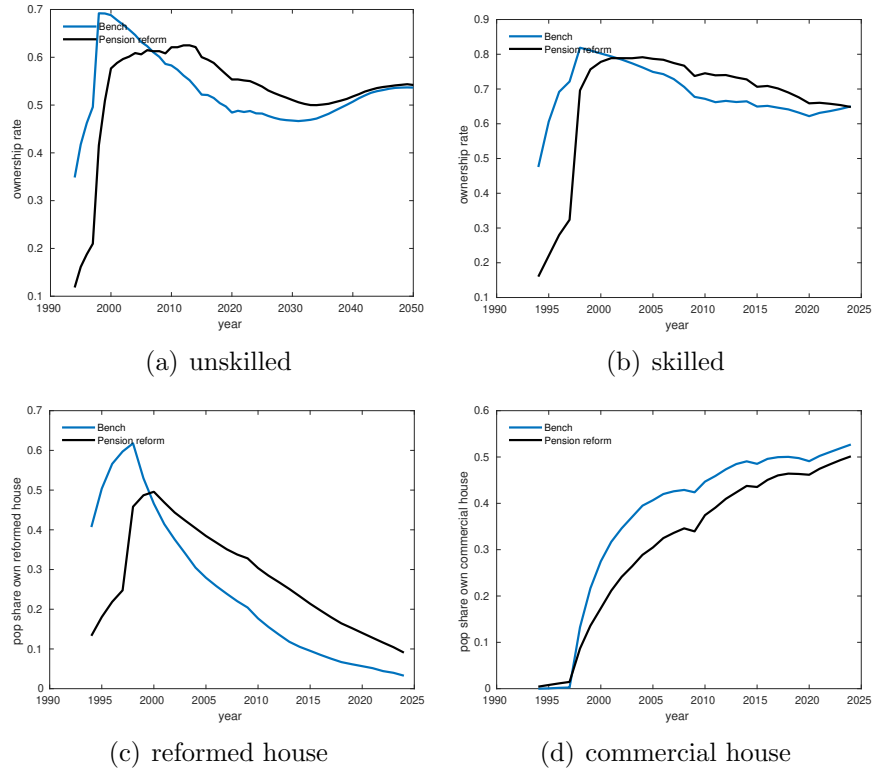 0.7
Bench
Pension reform
0.6
0.5
0.4
0.3
0.2
0.1
ownership rate
1990 2000 2010 2020 2030 2040 2050
year
(a) unskilled
0.9
Bench
Pension reform
0.8
0.7
0.6
0.5
0.4
0.3
0.2
0.1
ownership rate
1990 1995 2000 2005 2010 2015 2020 2025
year
(b) skilled
0.7
Bench
Pension reform
0.6
0.5
0.4
0.3
0.2
0.1
0
pop share own reformed house
1990 1995 2000 2005 2010 2015 2020 2025
year
(c) reformed house
0.6
Bench
Pension reform
0.5
0.4
0.3
0.2
0.1
0
pop share own commercial house
1990 1995 2000 2005 2010 2015 2020 2025
year
(d) commercial house